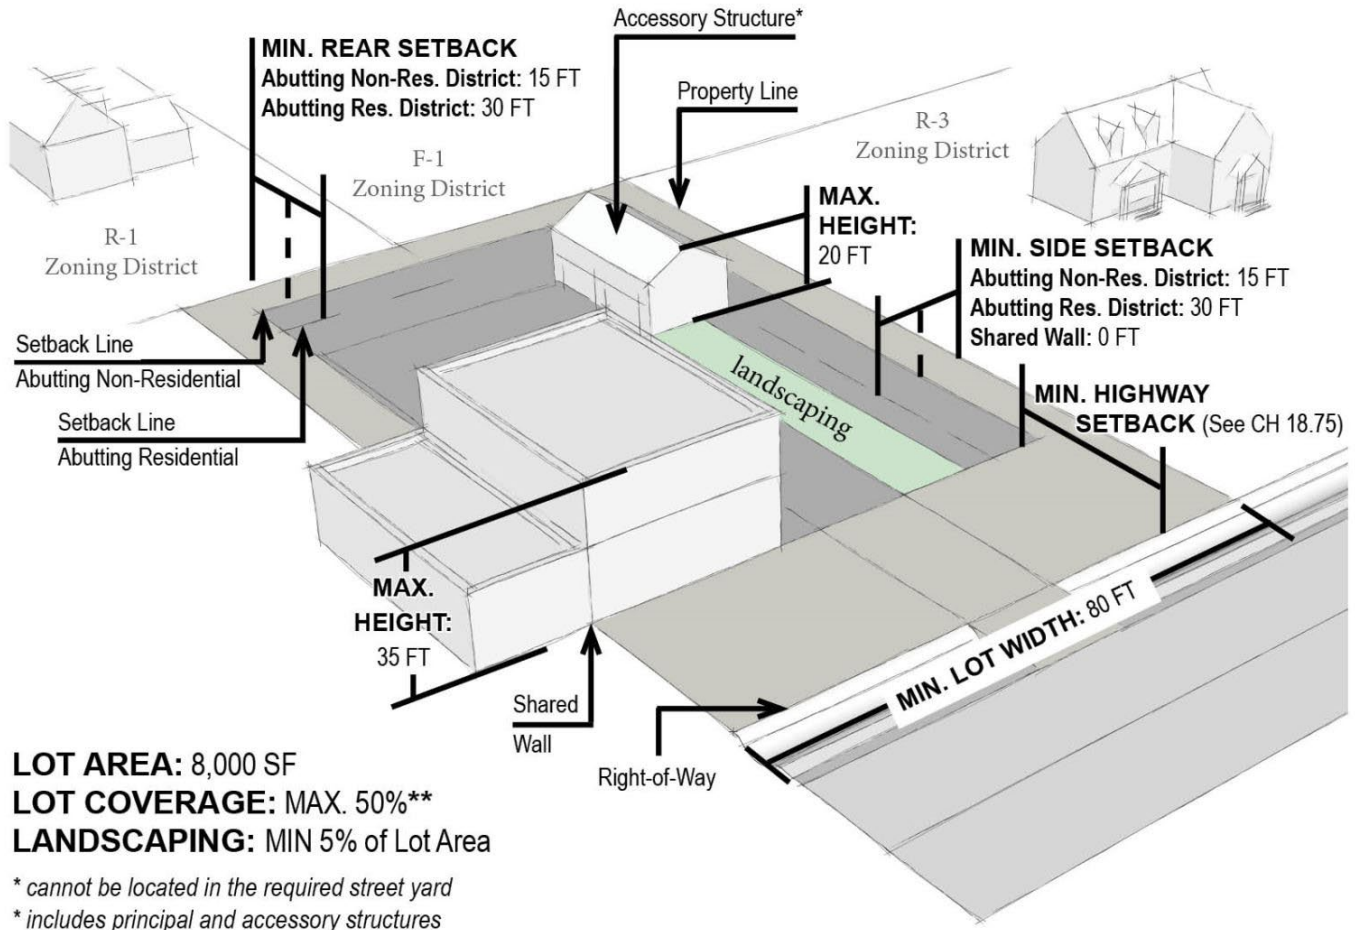 Accessory Structure*
MIN. REAR SETBACK
Abutting Non-Res. District: 15 FT
Abutting Res. District: 30 FT
Property Line
R-3
Zoning District
F-1
Zoning District
R-1
Zoning District
MAX.
HEIGHT:
20 FT
MIN. SIDE SETBACK
Abutting Non-Res. District: 15 FT
Abutting Res. District: 30 FT
Shared Wall: 0 FT
Setback Line
Abutting Non-Residential
Setback Line
Abutting Residential
landscaping
MIN. HIGHWAY
SETBACK (See CH 18.75)
MAX.
HEIGHT:
35 FT
MIN. LOT WIDTH: 80 FT
Shared
Wall
Right-of-Way
LOT AREA: 8,000 SF
LOT COVERAGE: MAX. 50%**
LANDSCAPING: MIN 5% of Lot Area
* cannot be located in the required street yard
* includes principal and accessory structures